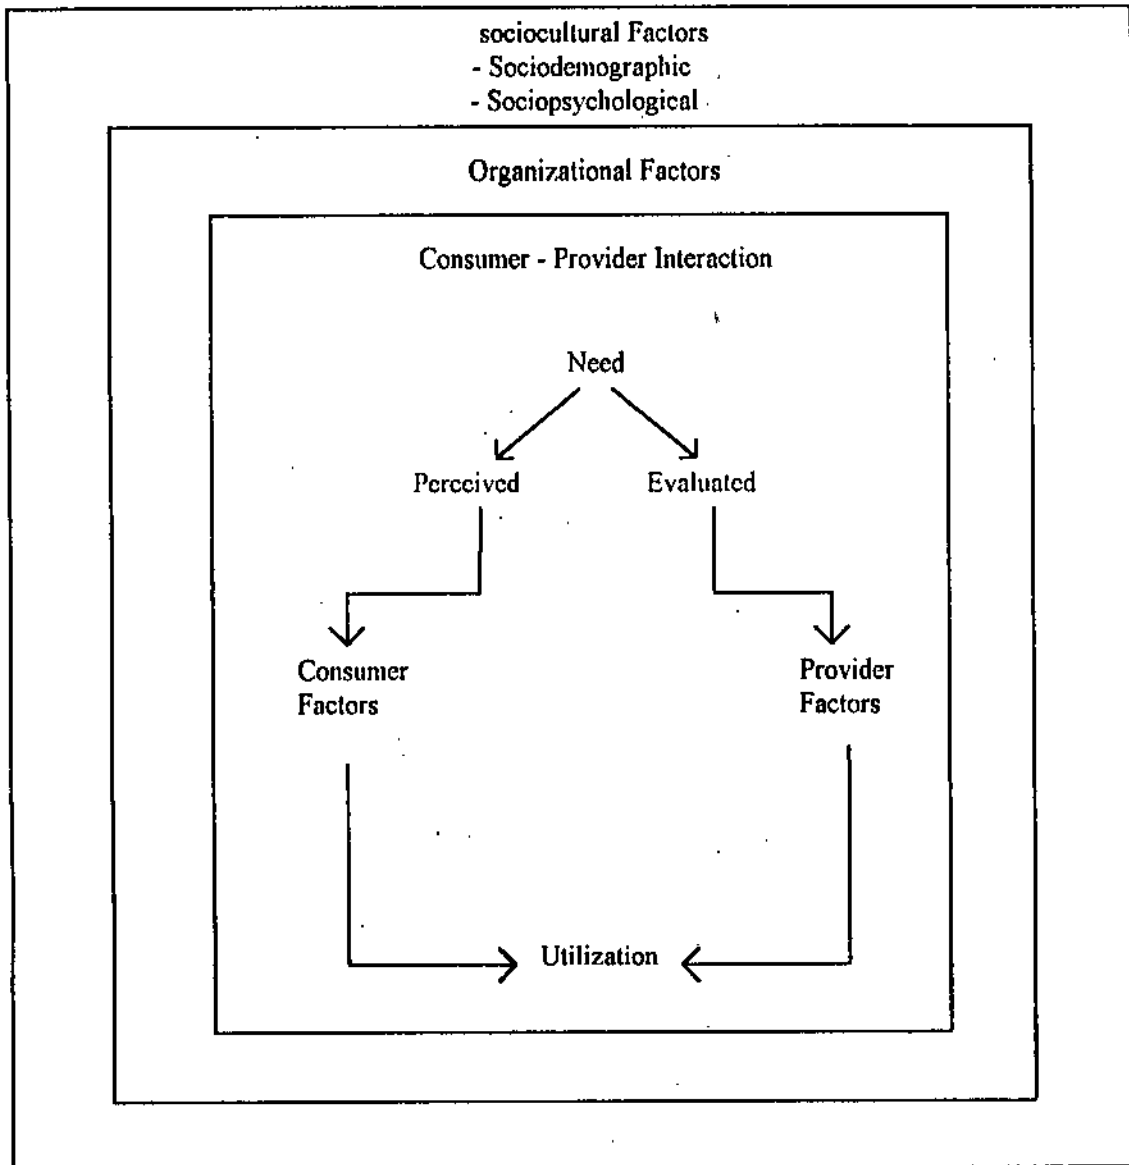 sociocultural Factors
- Sociodemographic
- Sociopsychological
Organizational Factors
Consumer - Provider Interaction
Need
Perceived
Evaluated
Consumer
Factors
Provider
Factors
Utilization